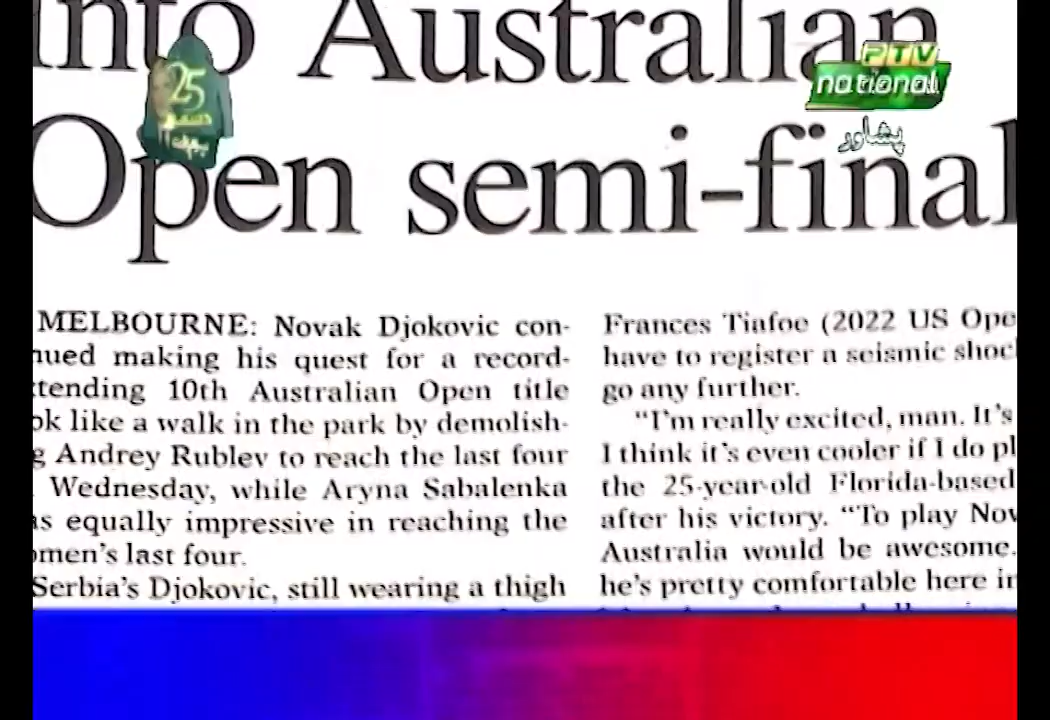 into Australian
Open semi-final
PTV
national
پشاور
25
دسمبر
MELBOURNE: Novak Djokovic con-
nued making his quest for a record-
xtending 10th Australian Open title
ok like a walk in the park by demolish-
g Andrey Rublev to reach the last four
Wednesday, while Aryna Sabalenka
as equally impressive in reaching the
omen's last four.
Serbia's Djokovic, still wearing a thigh
Frances Tiafoe (2022 US Ope
have to register a seismic shoc
go any further.
"I'm really excited, man. It's
I think it's even cooler if I do pl
the 25-year-old Florida-based
after his victory. "To play Nov
Australia would be awesome.
he's pretty comfortable here in